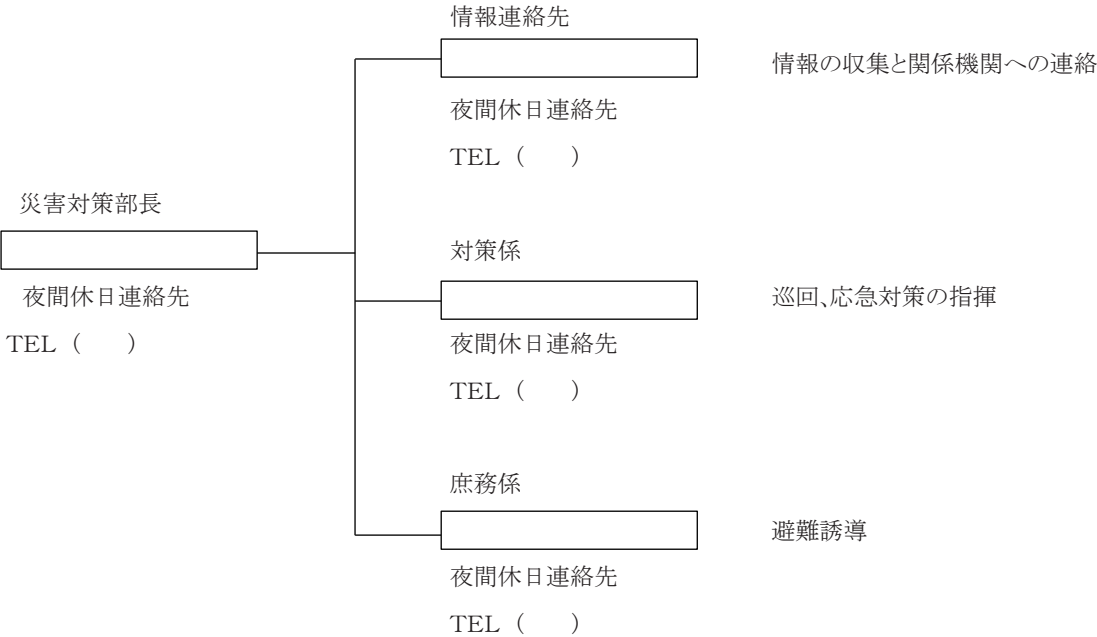 災害対策部長
夜間休日連絡先
TEL (　　)
情報連絡先
情報の収集と関係機関への連絡
夜間休日連絡先
TEL (　　)
対策係
巡回、応急対策の指揮
夜間休日連絡先
TEL (　　)
庶務係
避難誘導
夜間休日連絡先
TEL (　　)